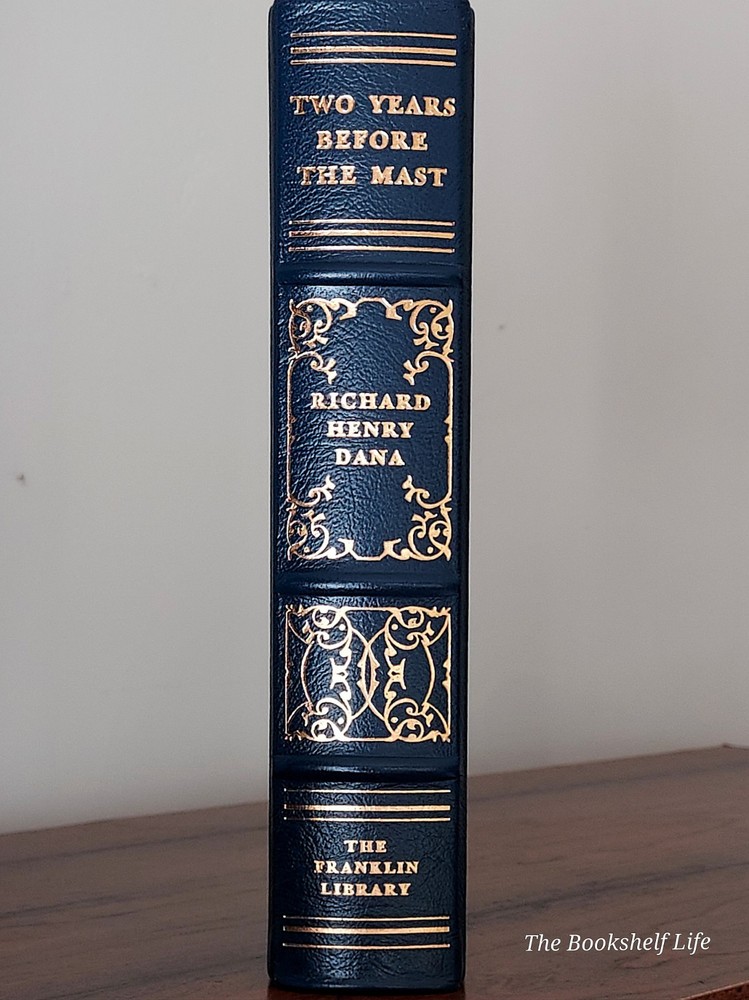 TWO YEARS
BEFORE
THE MAST
RICHARD
HENRY
DANA
THE
FRANKLIN
LIBRARY
The Bookshelf Life